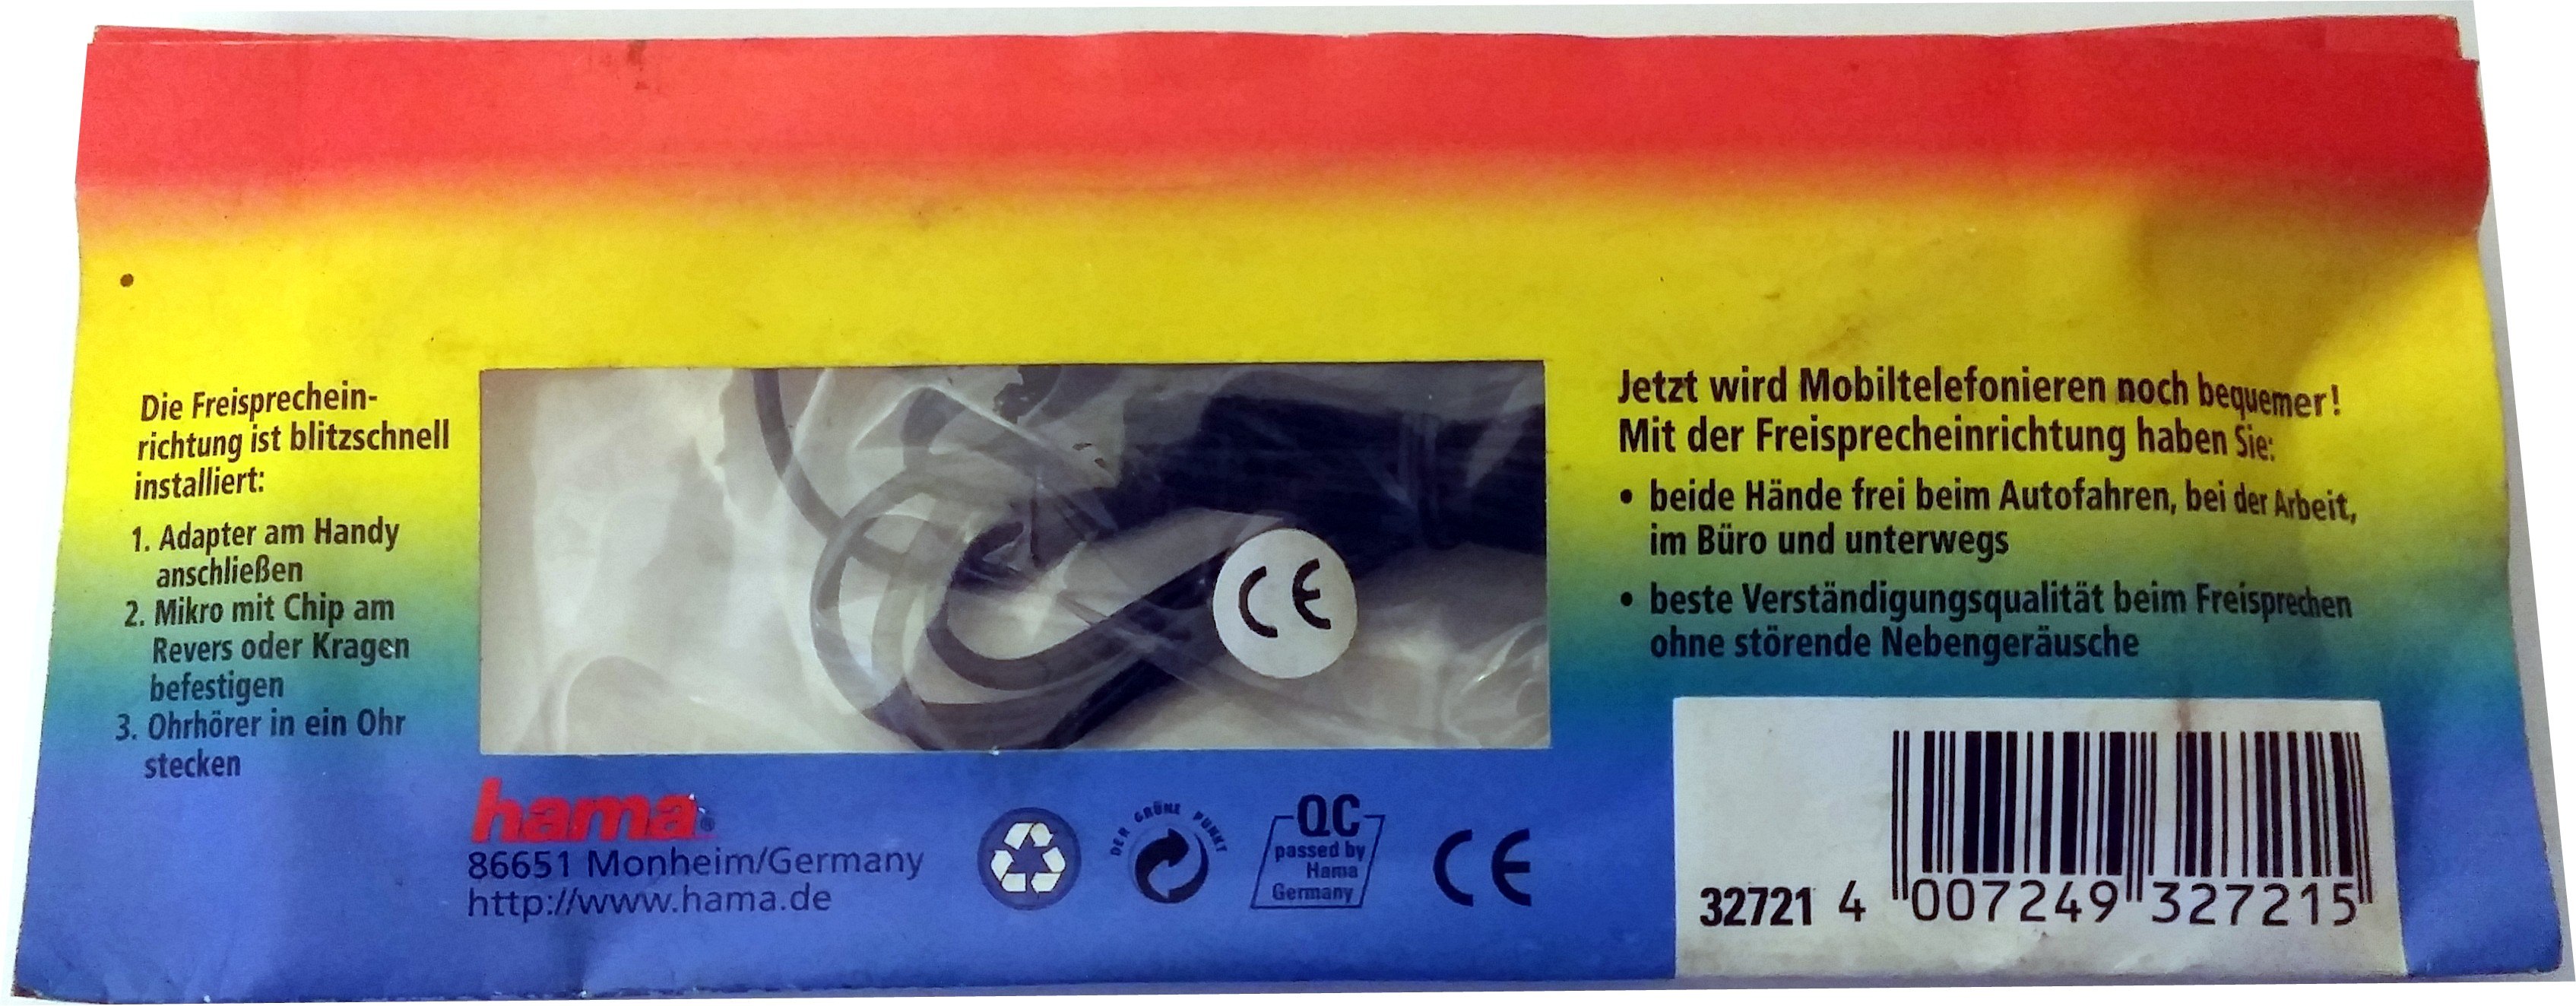 Die Freisprechein-
richtung ist blitzschnell
installiert:
1. Adapter am Handy
anschließen
2. Mikro mit Chip am
Revers oder Kragen
befestigen
3. Ohrhörer in ein Ohr
stecken
CE
Jetzt wird Mobiltelefonieren noch bequemer!
Mit der Freisprecheinrichtung haben Sie:
• beide Hände frei beim Autofahren, bei der Arbeit,
im Büro und unterwegs
• beste Verständigungsqualität beim Freisprechen
ohne störende Nebengeräusche
hama®
86651 Monheim/Germany
http://www.hama.de
DER GRÜNE PUNKT
QC
passed by
Hama
Germany
CE
32721 4 007249 327215